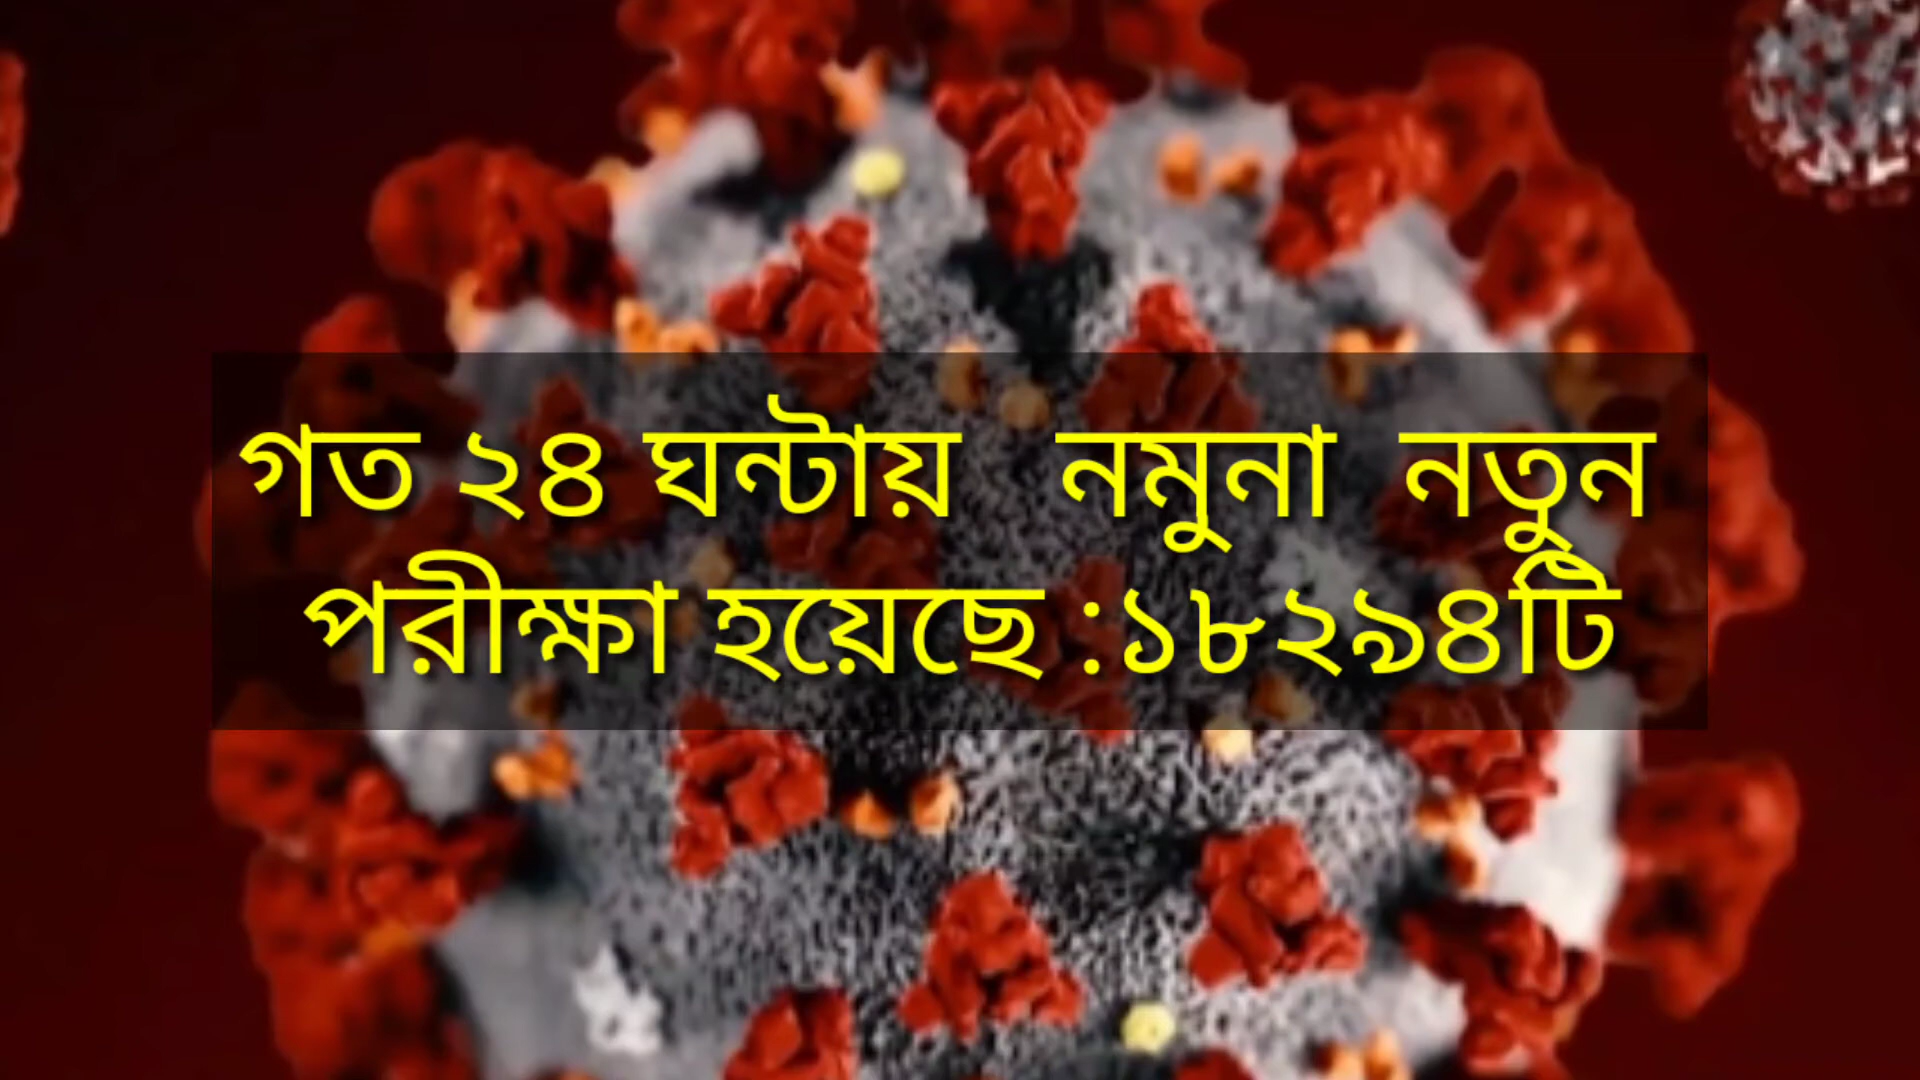 গত ২৪ ঘন্টায় নমুনা নতুন
পরীক্ষা হয়েছে :১৮২৯৪টি